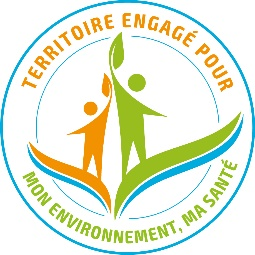 TERRITOIRE ENGAGÉ POUR
MON ENVIRONNEMENT, MA SANTÉ